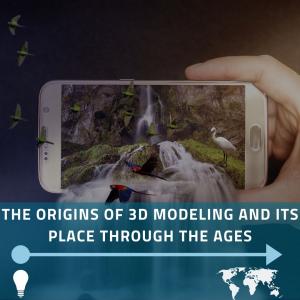 THE ORIGINS OF 3D MODELING AND ITS
PLACE THROUGH THE AGES